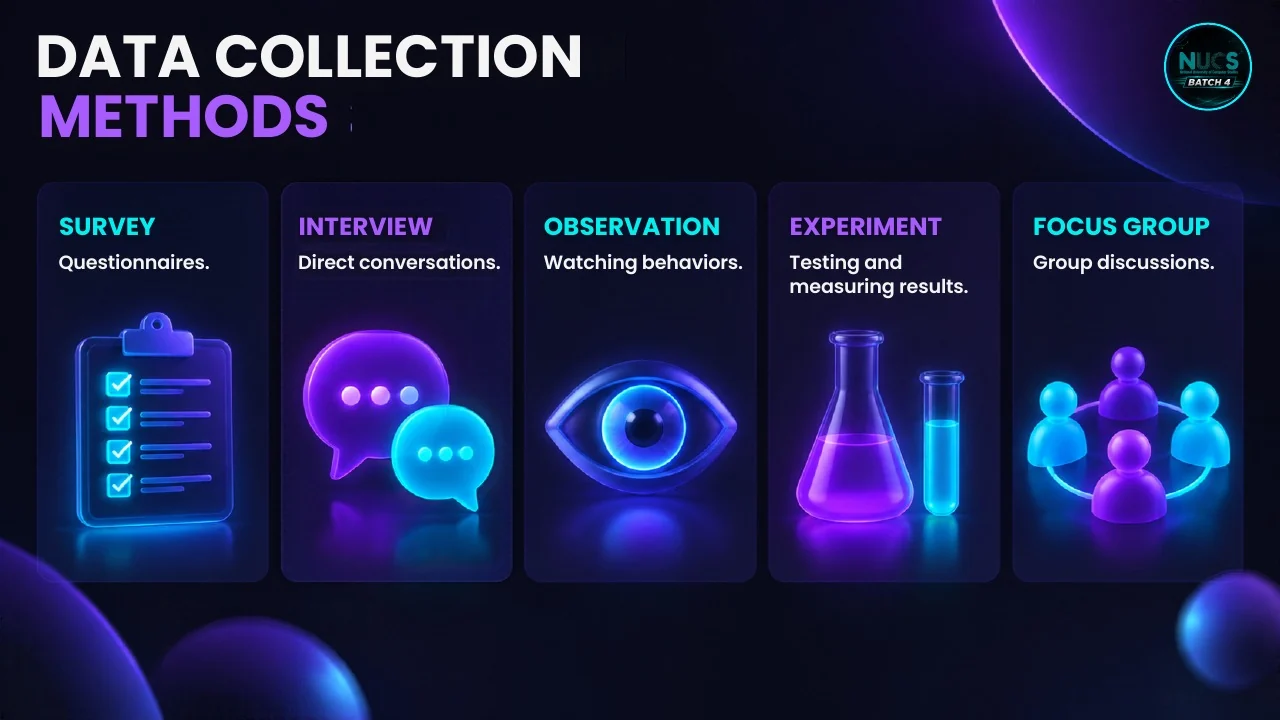 DATA COLLECTION
METHODS
NUCS
BATCH 4
SURVEY
Questionnaires.
INTERVIEW
Direct conversations.
OBSERVATION
Watching behaviors.
EXPERIMENT
Testing and
measuring results.
FOCUS GROUP
Group discussions.